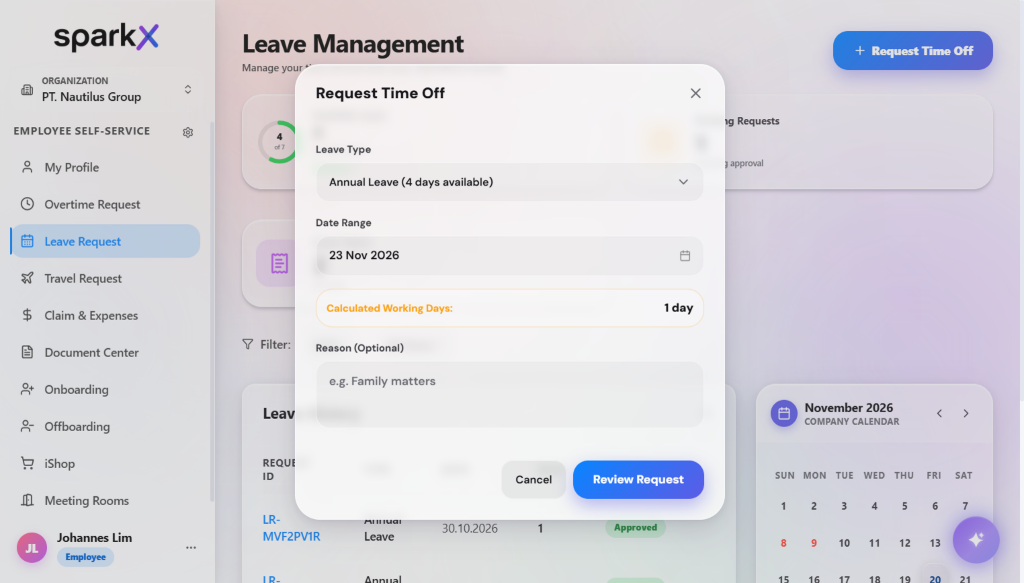 sparkX
ORGANIZATION
PT. Nautilus Group
EMPLOYEE SELF-SERVICE
My Profile
Overtime Request
Leave Request
Travel Request
Claim & Expenses
Document Center
Onboarding
Offboarding
iShop
Meeting Rooms
JL
Johannes Lim
Employee
Leave Management
Manage your
+ Request Time Off
4
of 7
ng Requests
g approval
Filter:
Request Time Off
Leave Type
Annual Leave (4 days available)
Date Range
23 Nov 2026
Calculated Working Days:
1 day
Reason (Optional)
e.g. Family matters
Cancel
Review Request
Leav
REQUE
ID
LR-
MVF2PV1R
Annual
Leave
30.10.2026
1
Approved
LR-
Annual
November 2026
COMPANY CALENDAR
SUN MON TUE WED THU FRI SAT
1 2 3 4 5 6 7
8 9 10 11 12 13
15 16 17 18 19 20 21